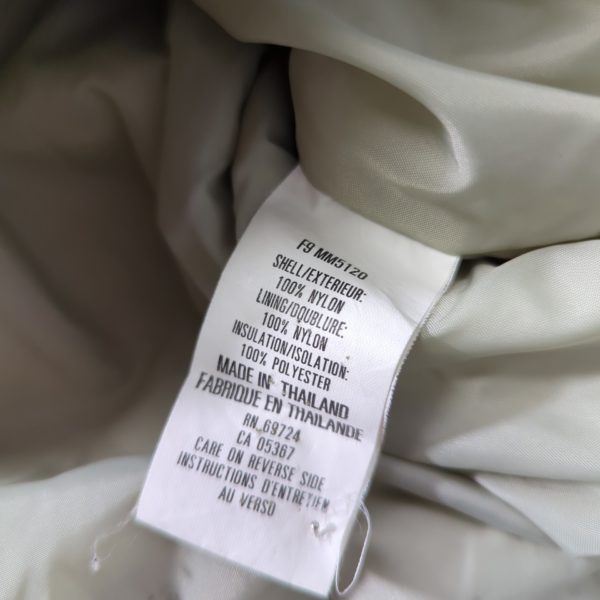 F9 MM5120
SHELL/EXTERIEUR:
100% NYLON
LINING/DOUBLURE:
100% NYLON
INSULATION/ISOLATION:
100% POLYESTER
MADE IN THAILAND
FABRIQUE EN THAILANDE
RN 69724
CA 05367
CARE ON REVERSE SIDE
INSTRUCTIONS D'ENTRETIEN
AU VERSO